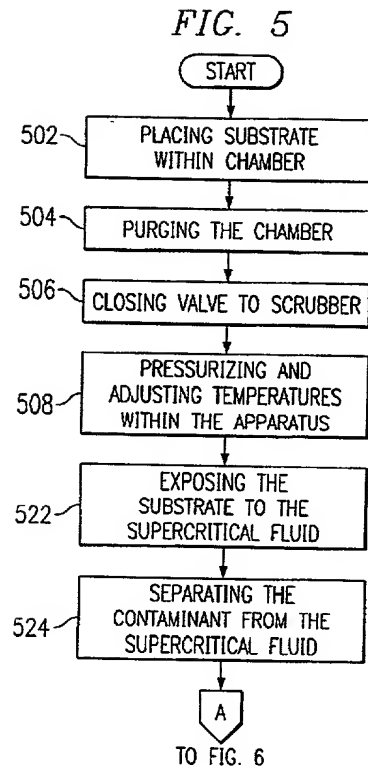 FIG. 5
START
502
PLACING SUBSTRATE
WITHIN CHAMBER
504
PURGING THE CHAMBER
506
CLOSING VALVE TO SCRUBBER
508
PRESSURIZING AND
ADJUSTING TEMPERATURES
WITHIN THE APPARATUS
522
EXPOSING THE
SUBSTRATE TO THE
SUPERCRITICAL FLUID
524
SEPARATING THE
CONTAMINANT FROM THE
SUPERCRITICAL FLUID
A
TO FIG. 6